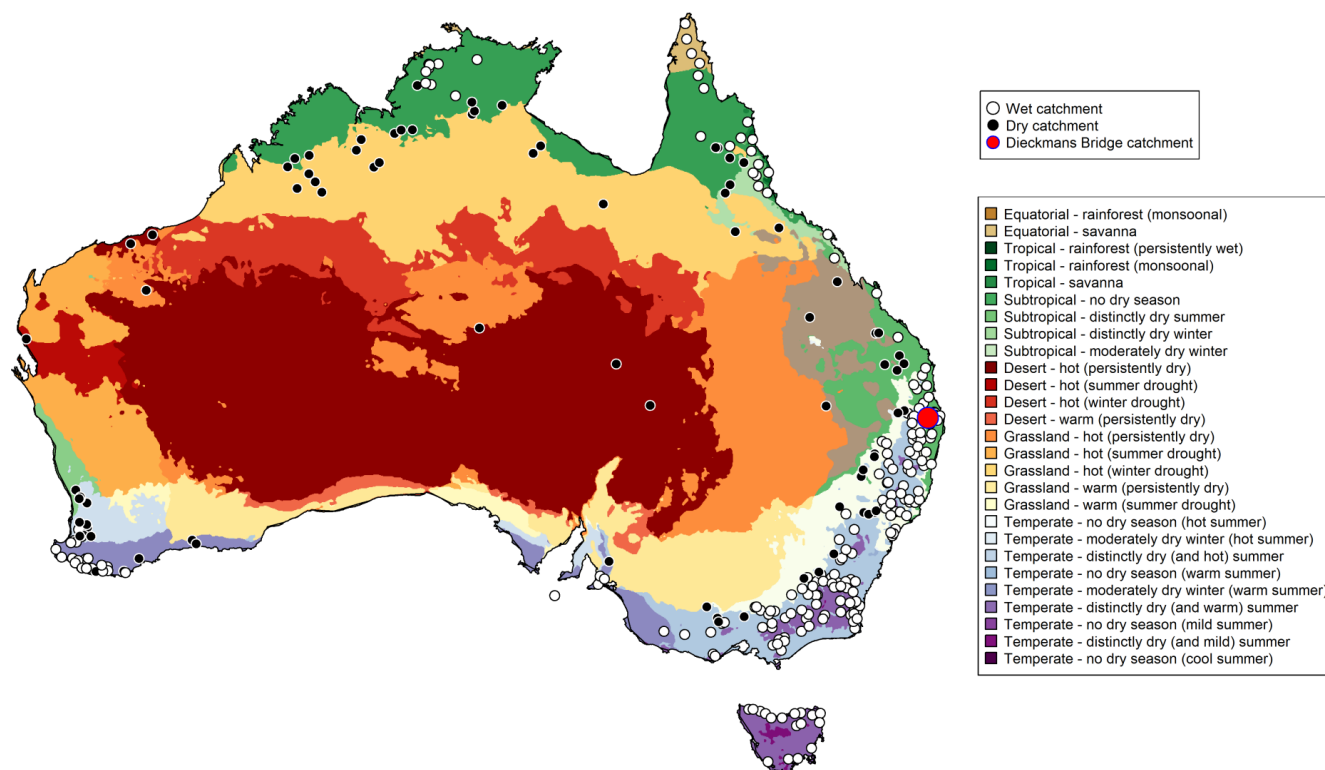 Wet catchment
Dry catchment
Dieckmans Bridge catchment
Equatorial - rainforest (monsoonal)
Equatorial - savanna
Tropical - rainforest (persistently wet)
Tropical - rainforest (monsoonal)
Tropical - savanna
Subtropical - no dry season
Subtropical - distinctly dry summer
Subtropical - distinctly dry winter
Subtropical - moderately dry winter
Desert - hot (persistently dry)
Desert - hot (summer drought)
Desert - hot (winter drought)
Desert - warm (persistently dry)
Grassland - hot (persistently dry)
Grassland - hot (summer drought)
Grassland - hot (winter drought)
Grassland - warm (persistently dry)
Grassland - warm (summer drought)
Temperate - no dry season (hot summer)
Temperate - moderately dry winter (hot summer)
Temperate - distinctly dry (and hot) summer
Temperate - no dry season (warm summer)
Temperate - moderately dry winter (warm summer)
Temperate - distinctly dry (and warm) summer
Temperate - no dry season (mild summer)
Temperate - distinctly dry (and mild) summer
Temperate - no dry season (cool summer)